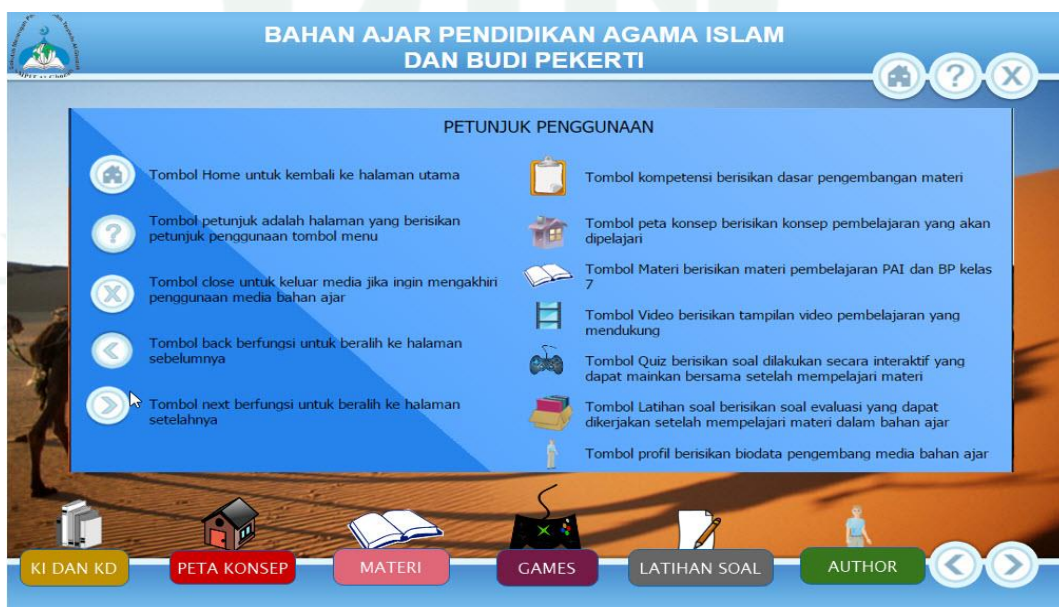 BAHAN AJAR PENDIDIKAN AGAMA ISLAM
DAN BUDI PEKERTI
PETUNJUK PENGGUNAAN
Tombol Home untuk kembali ke halaman utama
Tombol petunjuk adalah halaman yang berisikan
petunjuk penggunaan tombol menu
Tombol close untuk keluar media jika ingin mengakhiri
penggunaan media bahan ajar
Tombol back berfungsi untuk beralih ke halaman
sebelumnya
Tombol next berfungsi untuk beralih ke halaman
setelahnya
Tombol kompetensi berisikan dasar pengembangan materi
Tombol peta konsep berisikan konsep pembelajaran yang akan
dipelajari
Tombol Materi berisikan materi pembelajaran PAI dan BP kelas
7
Tombol Video berisikan tampilan video pembelajaran yang
mendukung
Tombol Quiz berisikan soal dilakukan secara interaktif yang
dapat mainkan bersama setelah mempelajari materi
Tombol Latihan soal berisikan soal evaluasi yang dapat
dikerjakan setelah mempelajari materi dalam bahan ajar
Tombol profil berisikan biodata pengembang media bahan ajar
KI DAN KD
PETA KONSEP
MATERI
GAMES
LATIHAN SOAL
AUTHOR